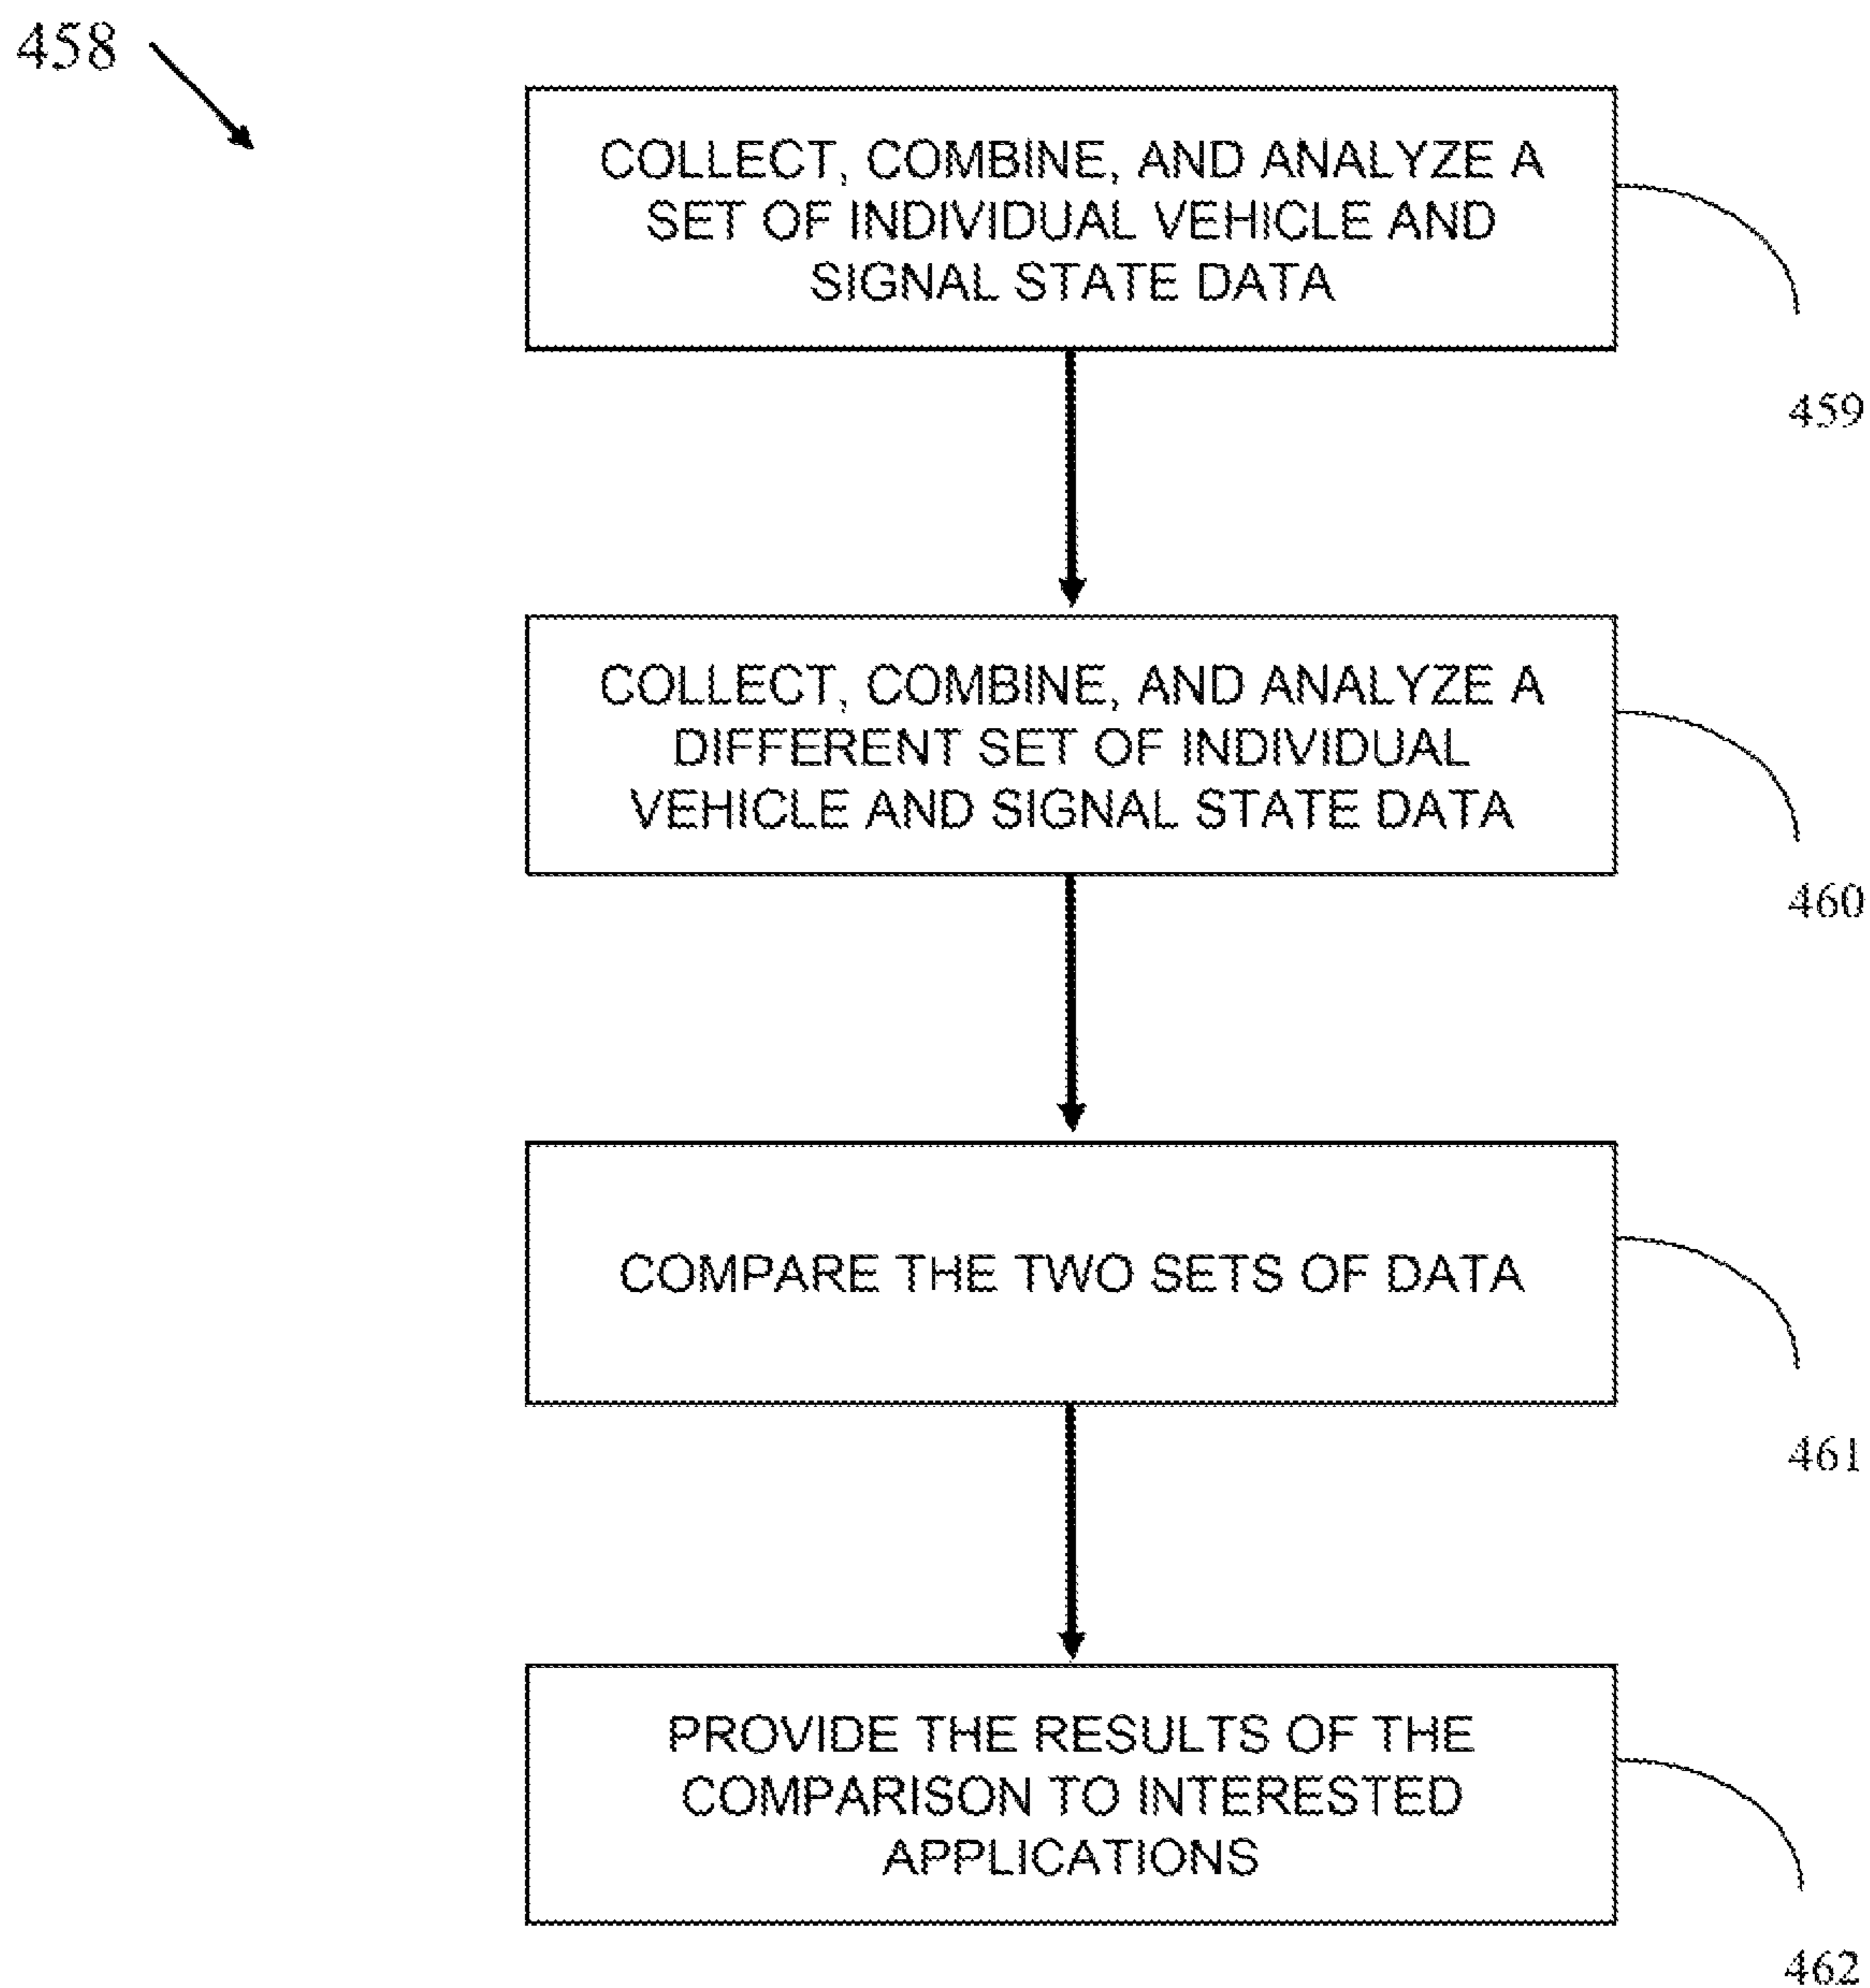 458
COLLECT, COMBINE, AND ANALYZE A
SET OF INDIVIDUAL VEHICLE AND
SIGNAL STATE DATA
459
COLLECT, COMBINE, AND ANALYZE A
DIFFERENT SET OF INDIVIDUAL
VEHICLE AND SIGNAL STATE DATA
460
COMPARE THE TWO SETS OF DATA
461
PROVIDE THE RESULTS OF THE
COMPARISON TO INTERESTED
APPLICATIONS
462